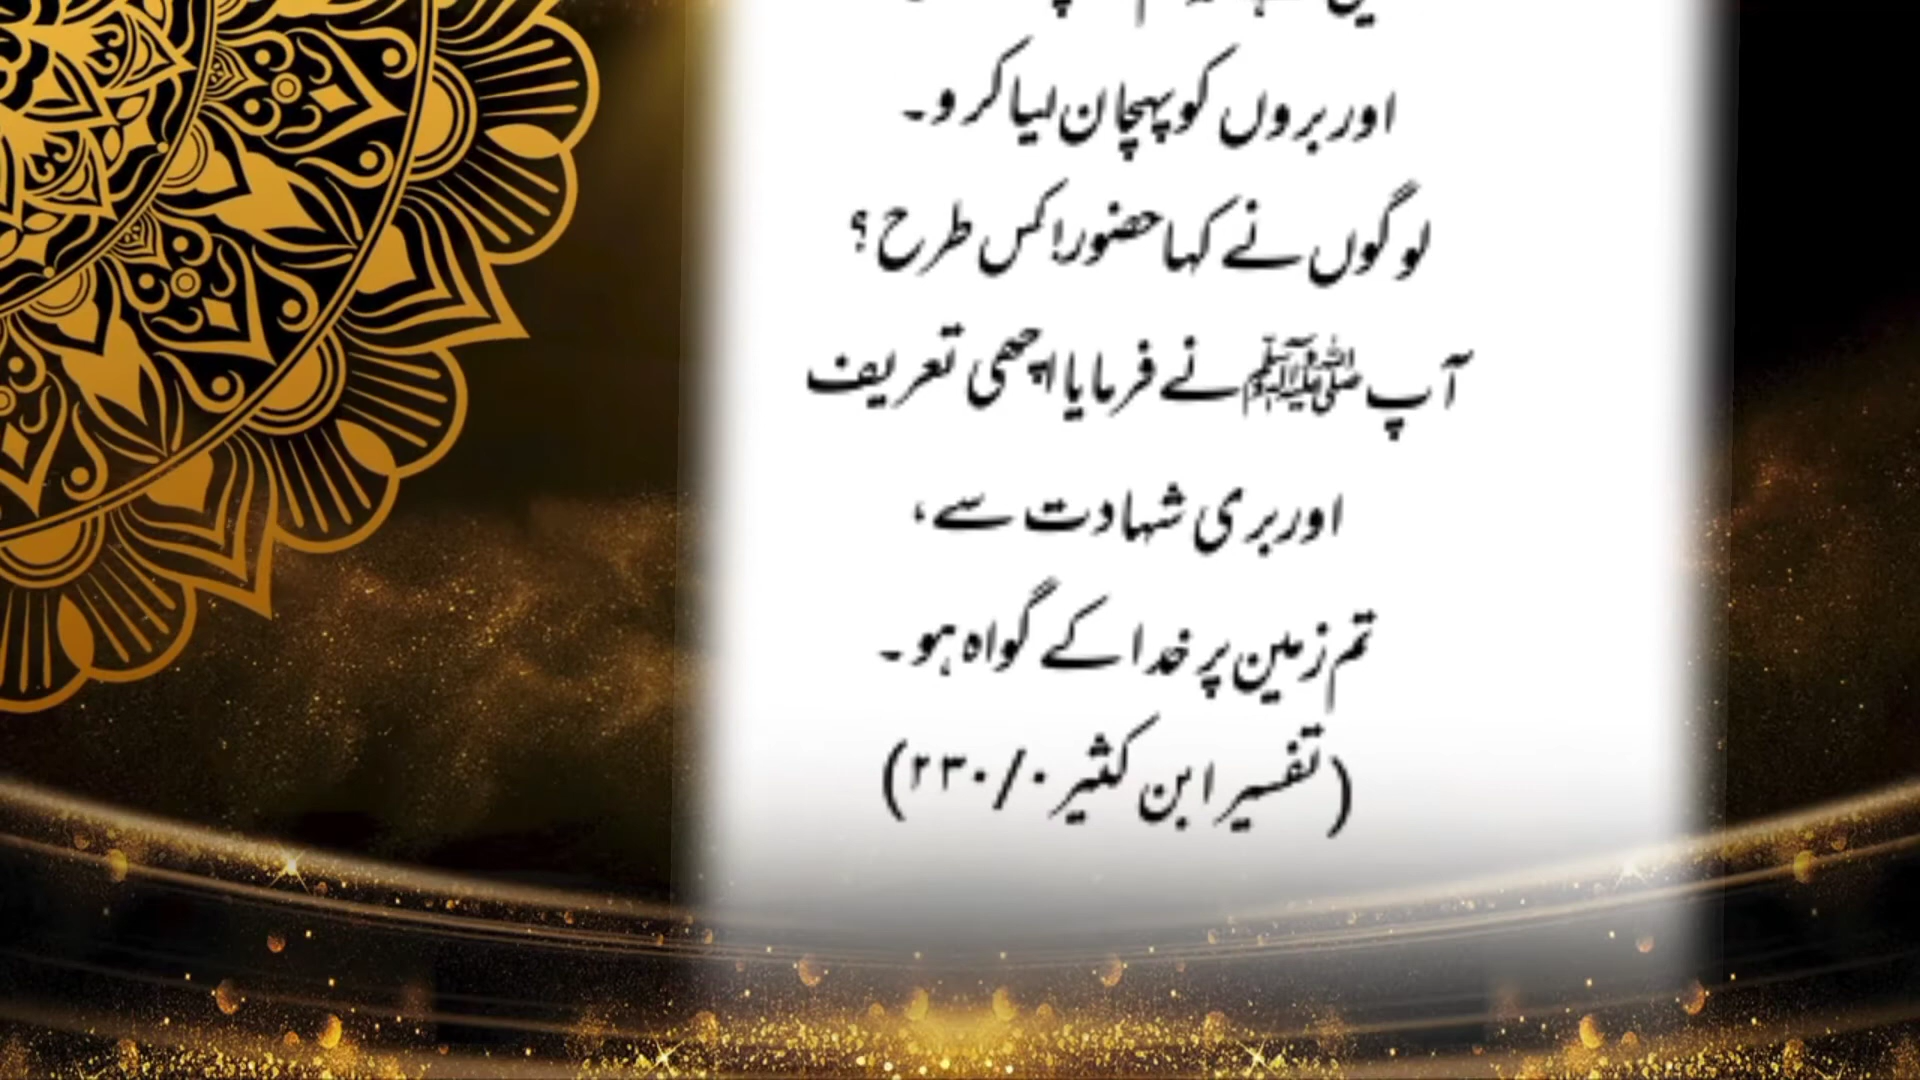 اور بروں کو پہچان لیا کرو۔
لوگوں نے کہا حضور! کس طرح؟
آپ ﷺ نے فرمایا اچھی تعریف
اور بری شہادت سے،
تم زمین پر خدا کے گواہ ہو۔
(تفسیر ابن کثیر ۰/۲۳۰)